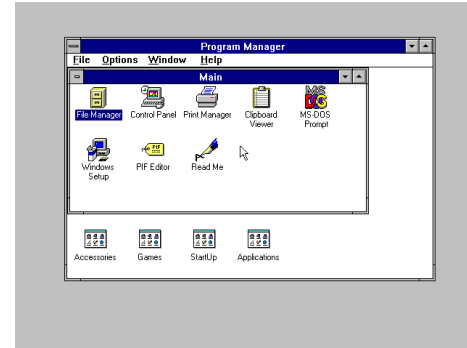 Program Manager
File Options Window Help
Main
File Manager
Control Panel
Print Manager
Clipboard Viewer
MS-DOS Prompt
MS DOS
Windows Setup
PIF Editor
PIF
Read Me
Accessories
Games
StartUp
Applications